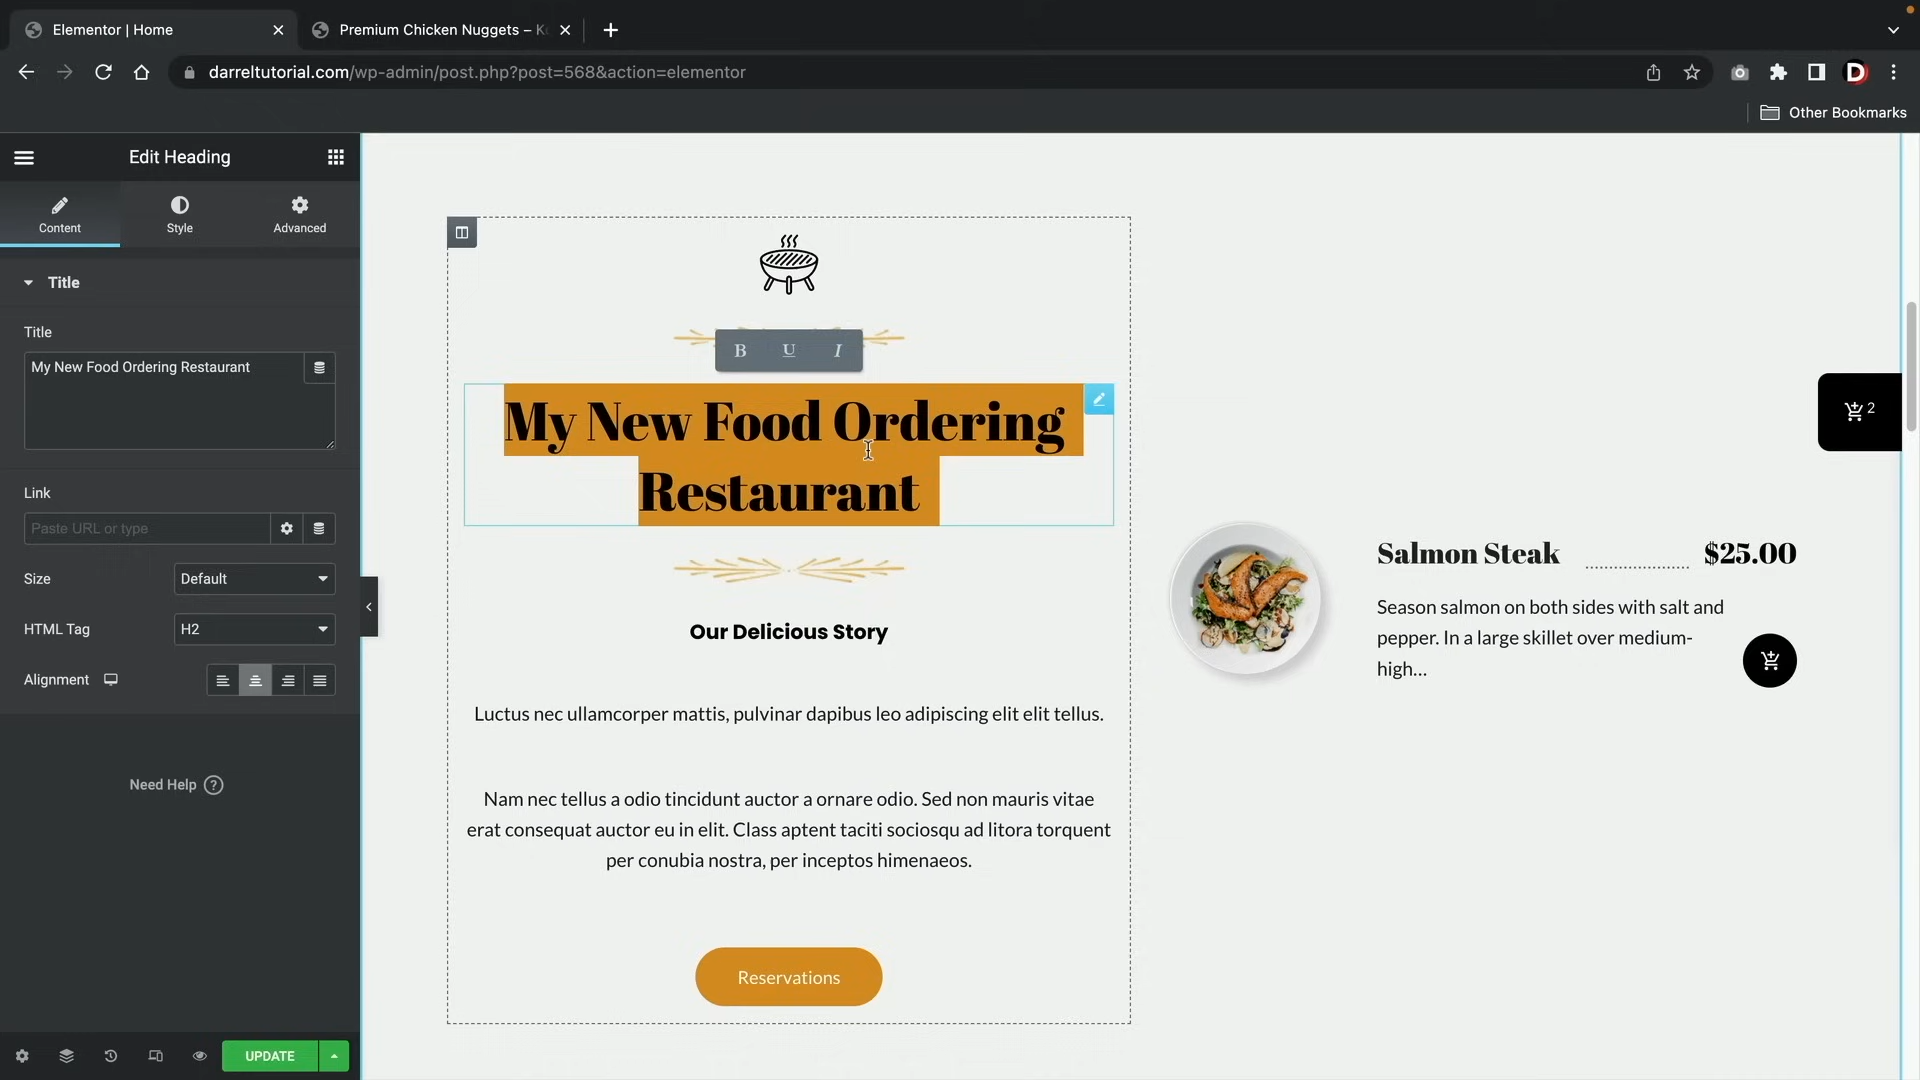 Elementor | Home
Premium Chicken Nuggets – K
darreltutorial.com/wp-admin/post.php?post=568&action=elementor
D
Other Bookmarks
Edit Heading
Content
Style
Advanced
Title
Title
My New Food Ordering Restaurant
Link
Paste URL or type
Size
Default
HTML Tag
H2
Alignment
Need Help ?
UPDATE
B U I
My New Food Ordering
Restaurant
Our Delicious Story
Luctus nec ullamcorper mattis, pulvinar dapibus leo adipiscing elit elit tellus.
Nam nec tellus a odio tincidunt auctor a ornare odio. Sed non mauris vitae
erat consequat auctor eu in elit. Class aptent taciti sociosqu ad litora torquent
per conubia nostra, per inceptos himenaeos.
Reservations
2
Salmon Steak
$25.00
Season salmon on both sides with salt and
pepper. In a large skillet over medium-
high...